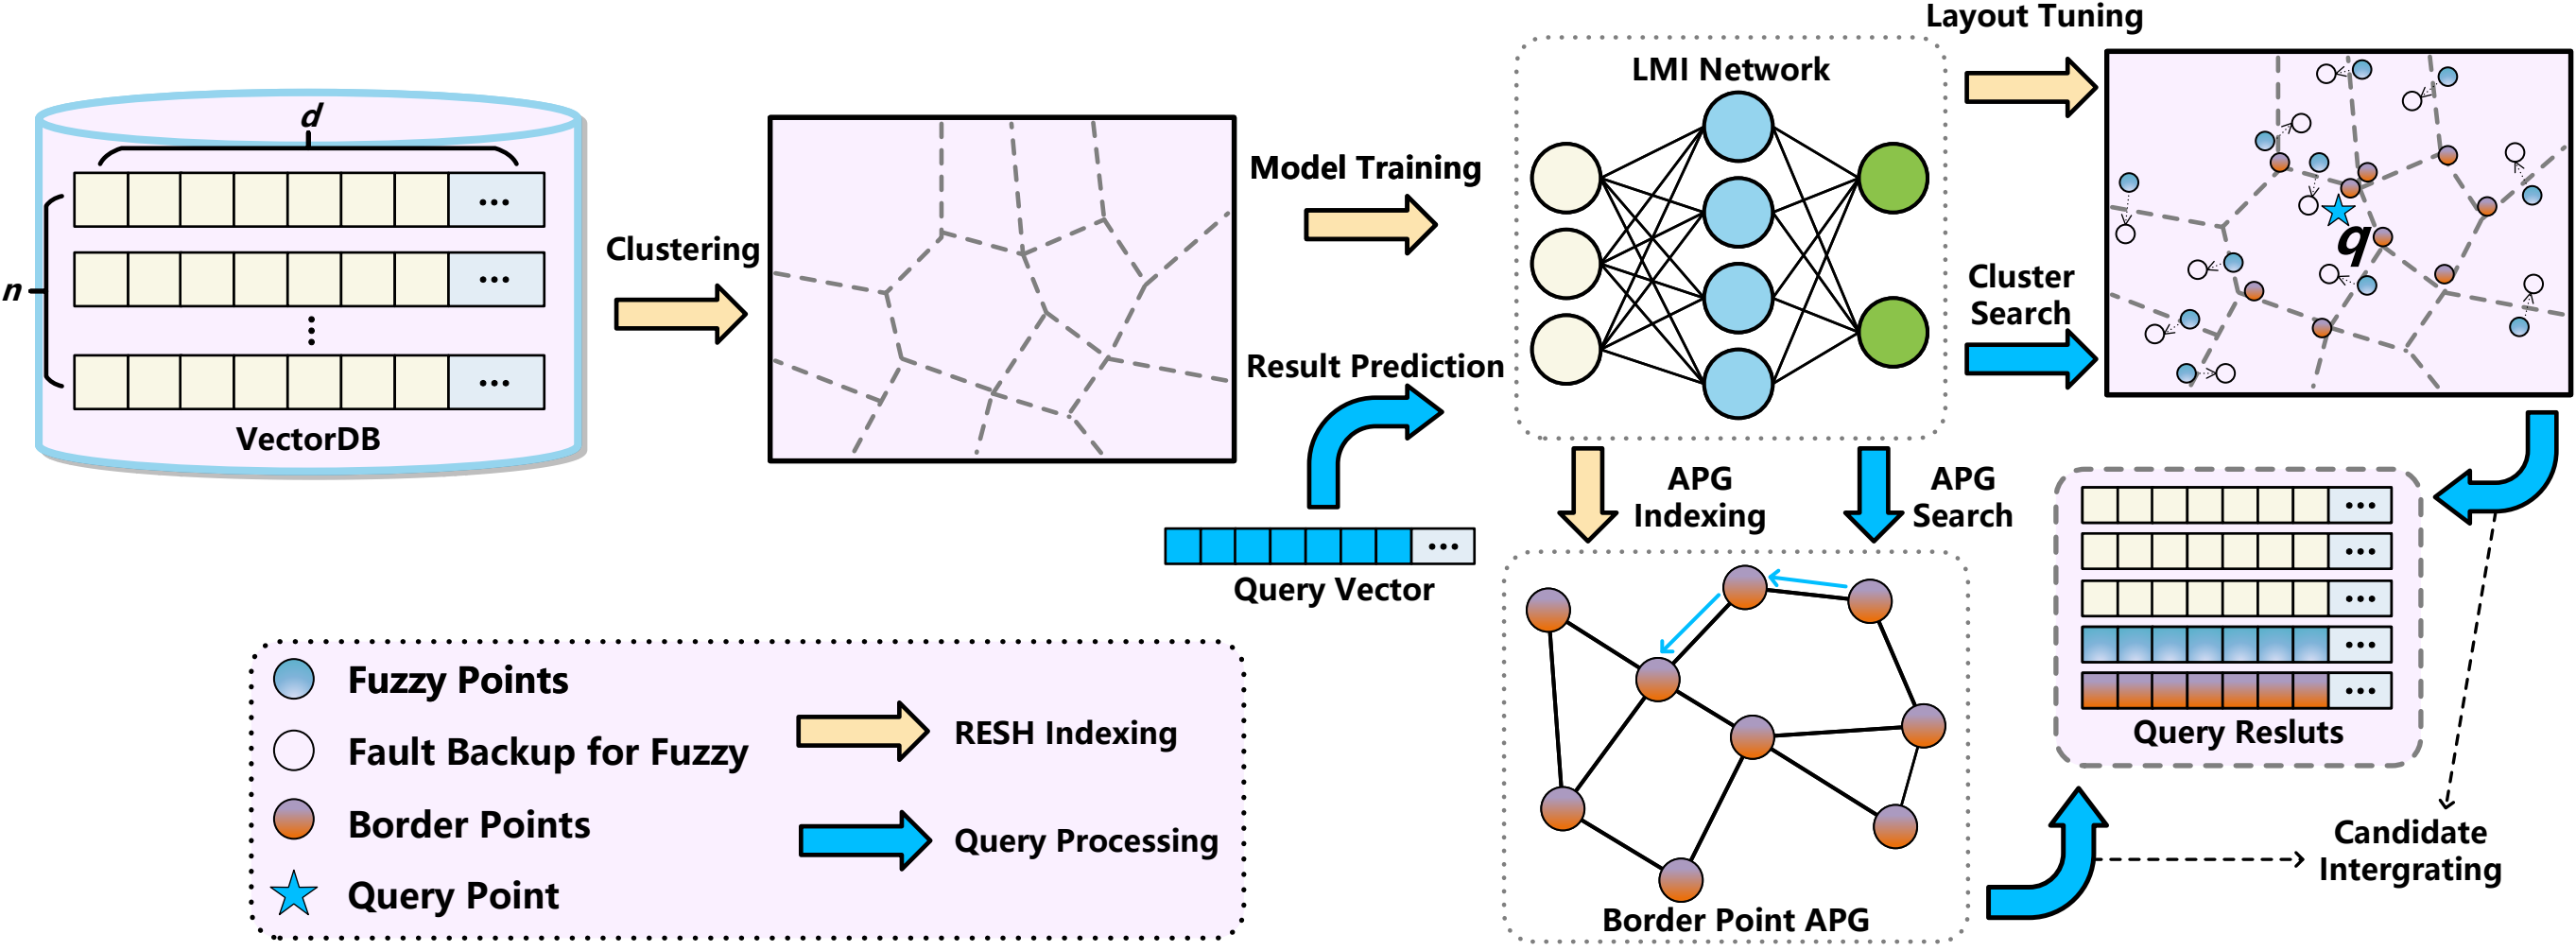 Layout Tuning
LMI Network
d
n
...
...
...
VectorDB
Clustering
Model Training
Result Prediction
Cluster
Search
q
APG
Indexing
APG
Search
...
Query Vector
...
...
...
...
...
Query Resluts
Candidate
Intergrating
Border Point APG
Fuzzy Points
Fault Backup for Fuzzy
Border Points
Query Point
RESH Indexing
Query Processing